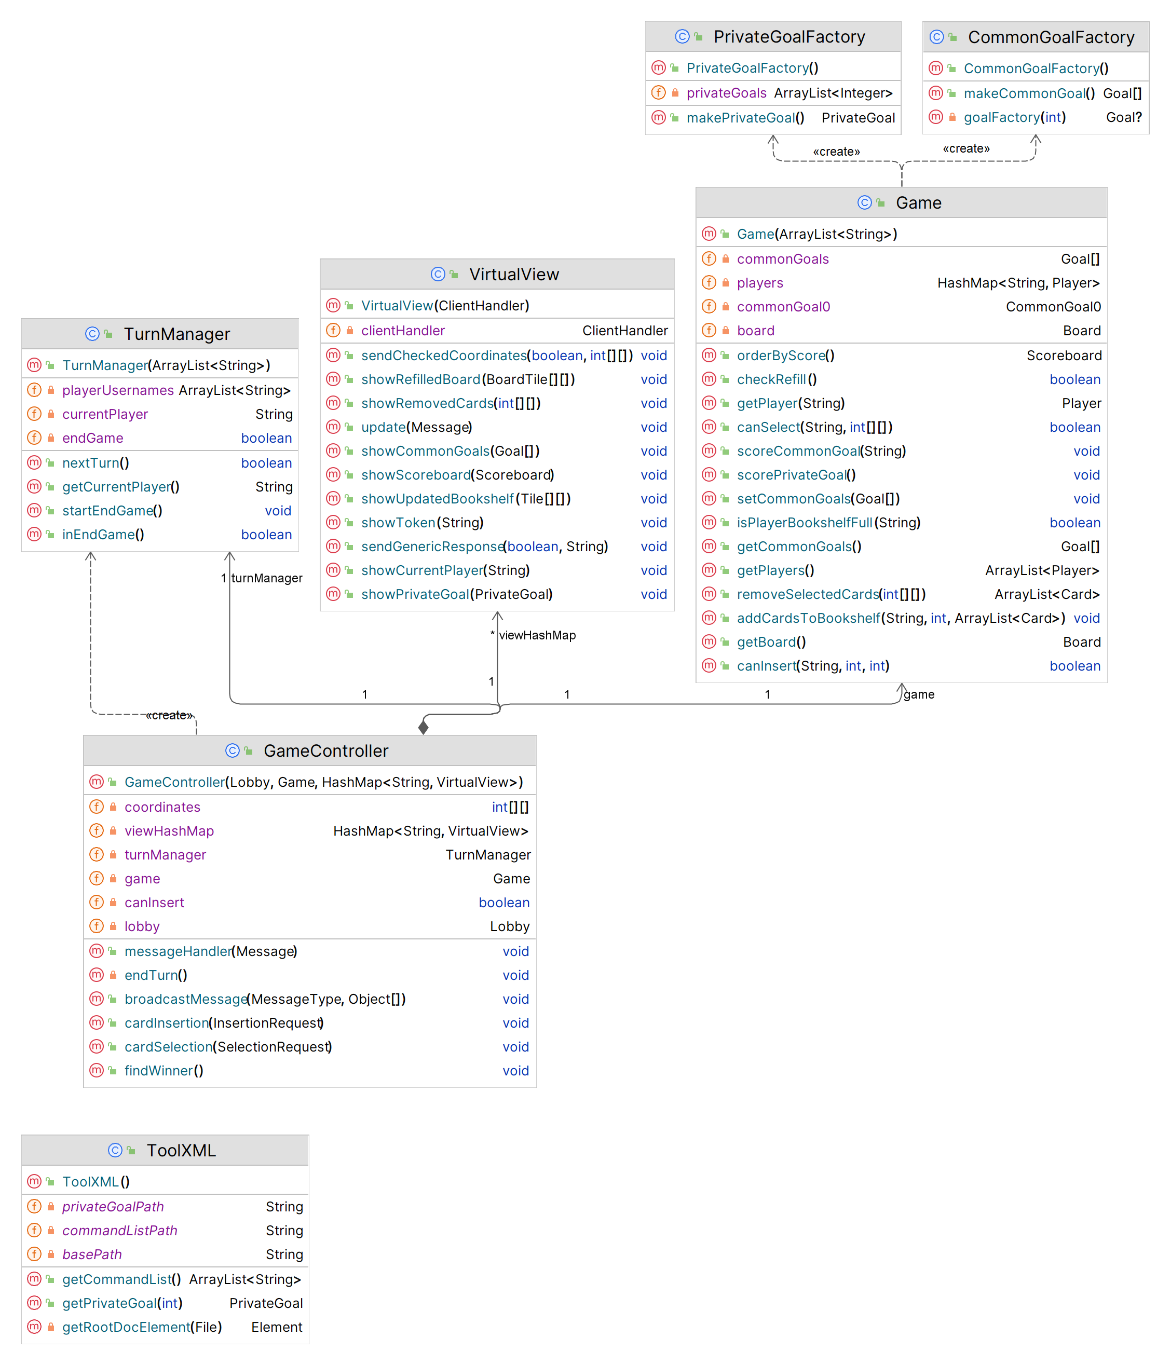 PrivateGoalFactory
PrivateGoalFactory()
privateGoals ArrayList<Integer>
makePrivateGoal() PrivateGoal
CommonGoalFactory
CommonGoalFactory()
makeCommonGoal() Goal[]
goalFactory(int) Goal?
«create»
«create»
Game
Game(ArrayList<String>)
commonGoals Goal[]
players HashMap<String, Player>
commonGoal0 CommonGoal0
board Board
orderByScore() Scoreboard
checkRefill() boolean
getPlayer(String) Player
canSelect(String, int[][]) boolean
scoreCommonGoal(String) void
scorePrivateGoal() void
setCommonGoals(Goal[]) void
isPlayerBookshelfFull(String) boolean
getCommonGoals() Goal[]
getPlayers() ArrayList<Player>
removeSelectedCards(int[][]) ArrayList<Card>
addCardsToBookshelf(String, int, ArrayList<Card>) void
getBoard() Board
canInsert(String, int, int) boolean
VirtualView
VirtualView(ClientHandler)
clientHandler ClientHandler
sendCheckedCoordinates(boolean, int[][]) void
showRefilledBoard(BoardTile[][]) void
showRemovedCards(int[][]) void
update(Message) void
showCommonGoals(Goal[]) void
showScoreboard(Scoreboard) void
showUpdatedBookshelf(Tile[][]) void
showToken(String) void
sendGenericResponse(boolean, String) void
showCurrentPlayer(String) void
showPrivateGoal(PrivateGoal) void
TurnManager
TurnManager(ArrayList<String>)
playerUsernames ArrayList<String>
currentPlayer String
endGame boolean
nextTurn() boolean
getCurrentPlayer() String
startEndGame() void
inEndGame() boolean
1 turnManager
* viewHashMap
1
1
1
1
game
«create»
GameController
GameController(Lobby, Game, HashMap<String, VirtualView>)
coordinates int[][]
viewHashMap HashMap<String, VirtualView>
turnManager TurnManager
game Game
canInsert boolean
lobby Lobby
messageHandler(Message) void
endTurn() void
broadcastMessage(MessageType, Object[]) void
cardInsertion(InsertionRequest) void
cardSelection(SelectionRequest) void
findWinner() void
ToolXML
ToolXML()
privateGoalPath String
commandListPath String
basePath String
getCommandList() ArrayList<String>
getPrivateGoal(int) PrivateGoal
getRootDocElement(File) Element